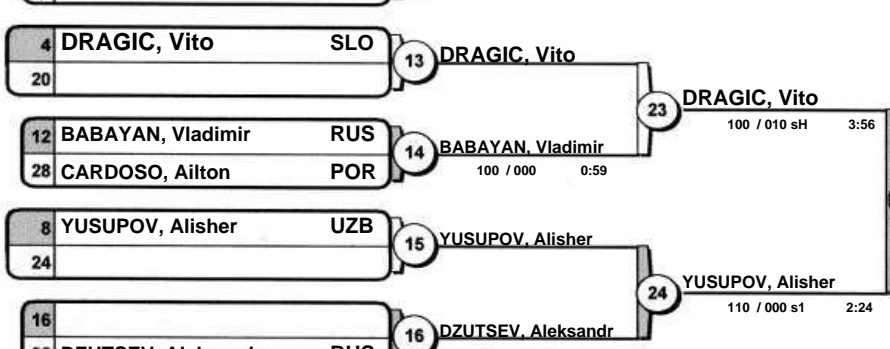 4 DRAGIC, Vito SLO
20
13 DRAGIC, Vito
12 BABAYAN, Vladimir RUS
28 CARDOSO, Ailton POR
14 BABAYAN, Vladimir
100 / 000 0:59
23 DRAGIC, Vito
100 / 010 sH 3:56
8 YUSUPOV, Alisher UZB
24
15 YUSUPOV, Alisher
16
16 DZUTSEV, Aleksandr
24 YUSUPOV, Alisher
110 / 000 s1 2:24